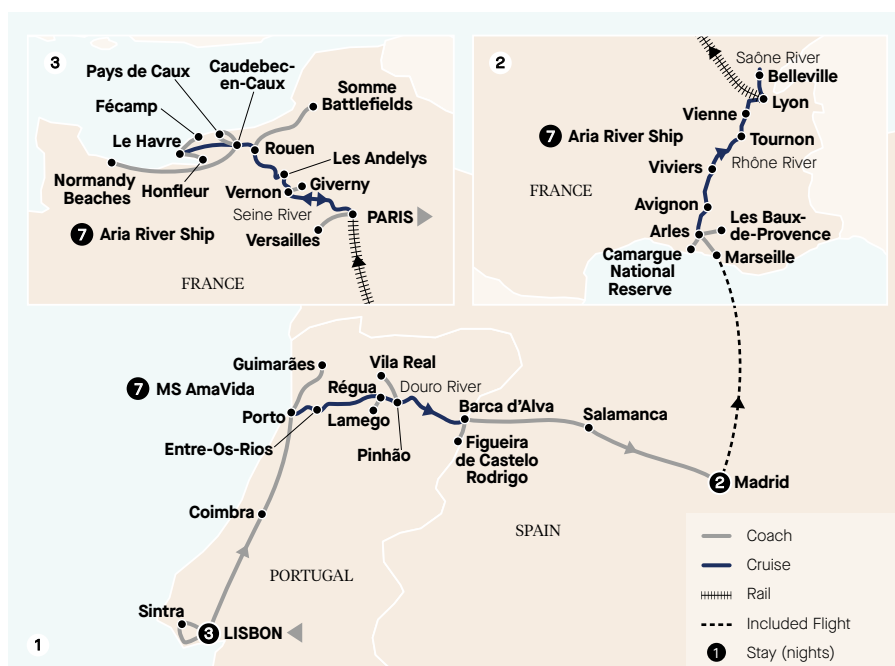 3
Pays de Caux
Caudebec-
en-Caux
Somme
Battlefields
Fécamp
Le Havre
Rouen
Les Andelys
Normandy
Beaches
Honfleur
Vernon
Giverny
Seine River
PARIS
7 Aria River Ship
Versailles
FRANCE
2
Saône River
Belleville
Lyon
Vienne
7 Aria River Ship
Tournon
Viviers
Rhône River
FRANCE
Avignon
Arles
Les Baux-
de-Provence
Camargue
National
Reserve
Marseille
Guimarães
Vila Real
7 MS AmaVida
Régua
Douro River
Porto
Lamego
Barca d'Alva
Salamanca
Entre-Os-Rios
Pinhão
Figueira
de Castelo
Rodrigo
2 Madrid
Coimbra
SPAIN
PORTUGAL
Sintra
3 LISBON
1
Coach
Cruise
Rail
Included Flight
1 Stay (nights)